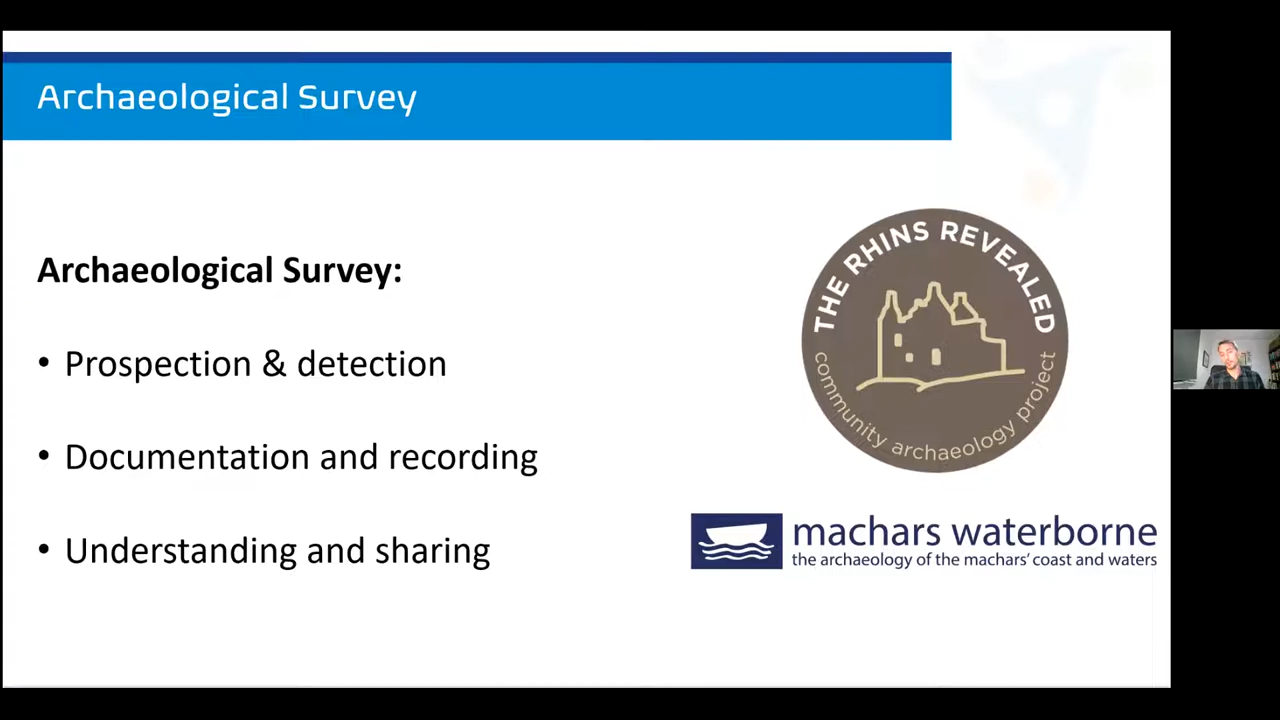 Archaeological Survey
Archaeological Survey:
• Prospection & detection
• Documentation and recording
• Understanding and sharing
THE RHINS REVEALED
community archaeology project
machars waterborne
the archaeology of the machars' coast and waters